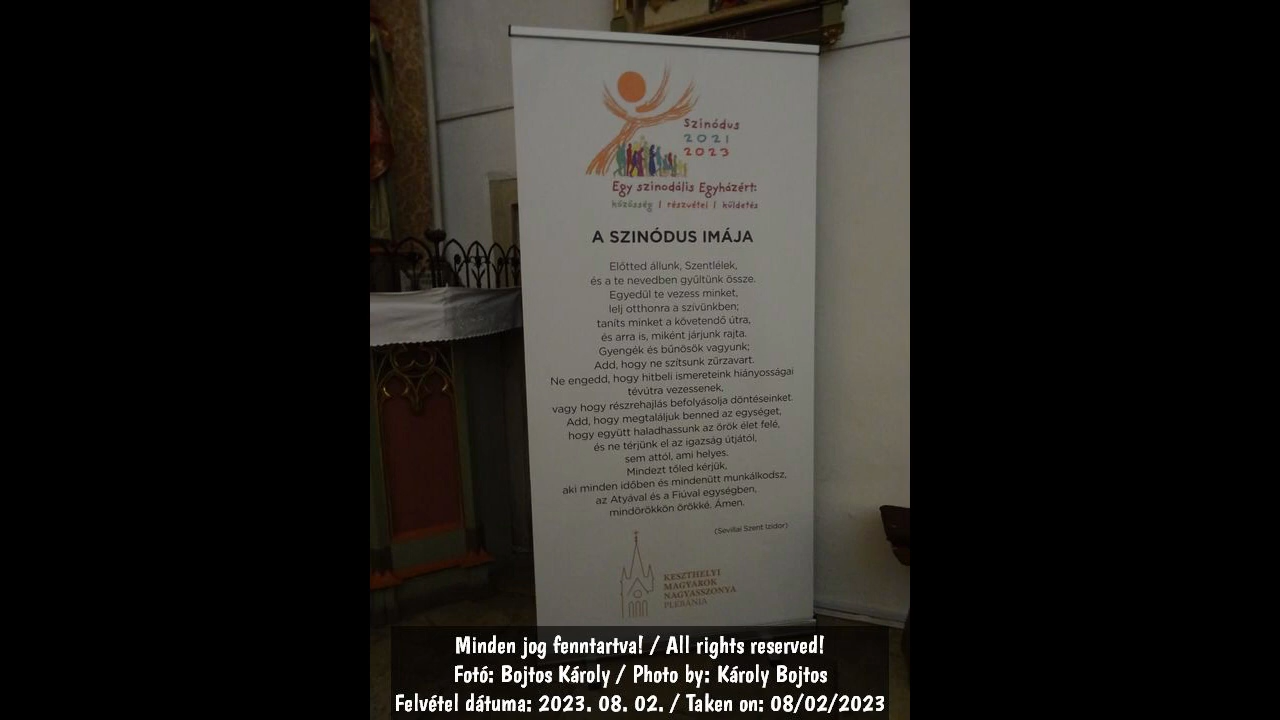 Szinódus
2021
2023
Egy szinodális Egyházért:
közösség | részvétel | küldetés
A SZINÓDUS IMÁJA
Előtted állunk, Szentlélek,
és a te nevedben gyűltünk össze.
Egyedül te vezess minket,
lelj otthonra a szívünkben;
taníts minket a követendő útra,
és arra is, miként járjunk rajta.
Gyengék és bűnösök vagyunk;
Add, hogy ne szítsunk zűrzavart.
Ne engedd, hogy hitbeli ismereteink hiányosságai
tévútra vezessenek,
vagy hogy részrehajlás befolyásolja döntéseinket.
Add, hogy megtaláljuk benned az egységet,
hogy együtt haladhassunk az örök élet felé,
és ne térjünk el az igazság útjától,
sem attól, ami helyes.
Mindezt tőled kérjük,
aki minden időben és mindenütt munkálkodsz,
az Atyával és a Fiúval egységben,
mindörökkön örökké. Ámen.
(Sevillai Szent Izidor)
KESZTHELYI
MAGYAROK
NAGYASSZONYA
PLÉBÁNIA
Minden jog fenntartva! / All rights reserved!
Fotó: Bojtos Károly / Photo by: Károly Bojtos
Felvétel dátuma: 2023. 08. 02. / Taken on: 08/02/2023